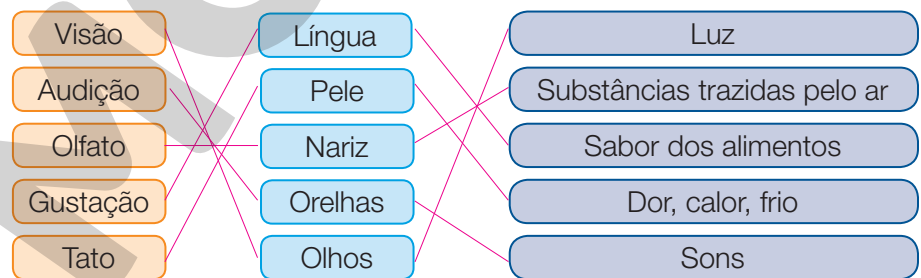 Visão Língua Luz
Audição Pele Substâncias trazidas pelo ar
Olfato Nariz Sabor dos alimentos
Gustação Orelhas Dor, calor, frio
Tato Olhos Sons